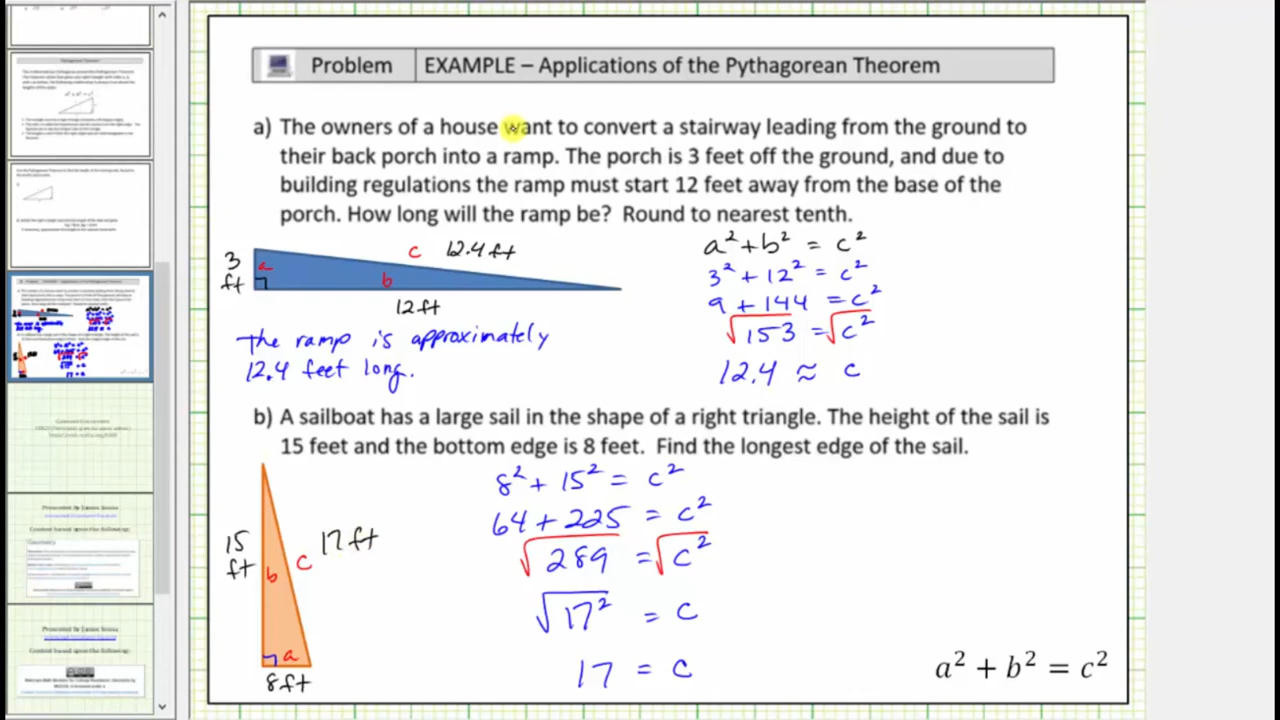 Problem EXAMPLE – Applications of the Pythagorean Theorem
a) The owners of a house want to convert a stairway leading from the ground to
their back porch into a ramp. The porch is 3 feet off the ground, and due to
building regulations the ramp must start 12 feet away from the base of the
porch. How long will the ramp be? Round to nearest tenth.
3 ft
a
c 12.4 ft
b
12 ft
The ramp is approximately
12.4 feet long.
a² + b² = c²
3² + 12² = c²
9 + 144 = c²
√153 = √c²
12.4 ≈ c
b) A sailboat has a large sail in the shape of a right triangle. The height of the sail is
15 feet and the bottom edge is 8 feet. Find the longest edge of the sail.
15 ft
b
c 17 ft
a
8 ft
8² + 15² = c²
64 + 225 = c²
√289 = √c²
√17² = c
17 = c
a² + b² = c²